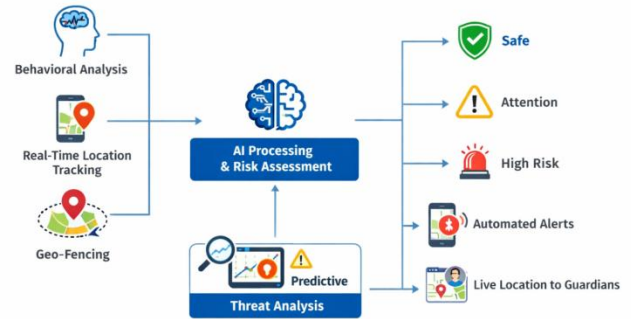 Behavioral Analysis
Real-Time Location
Tracking
Geo-Fencing
AI Processing
& Risk Assessment
Predictive
Threat Analysis
Safe
Attention
High Risk
Automated Alerts
Live Location to Guardians